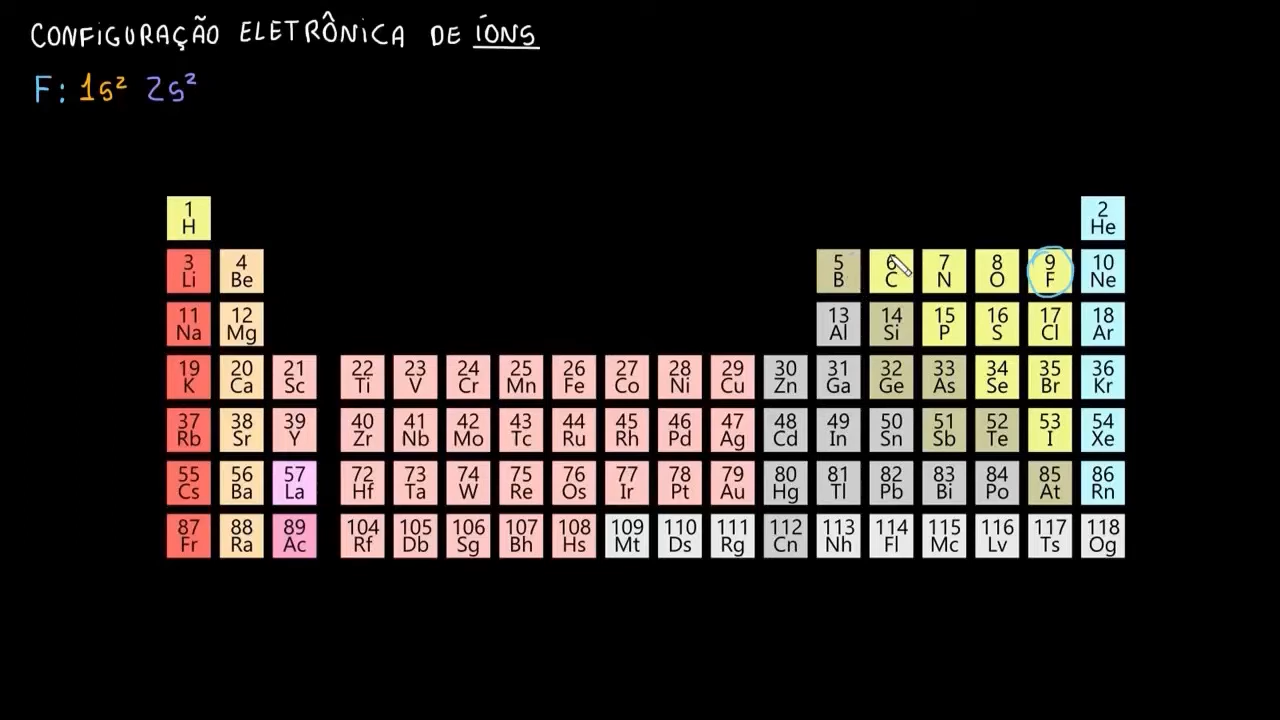 CONFIGURAÇÃO ELETRÔNICA DE ÍONS
F: 1s² 2s²
1 2
H He
3 4 5 6 7 8 9 10
Li Be B C N O F Ne
11 12 13 14 15 16 17 18
Na Mg Al Si P S Cl Ar
19 20 21 22 23 24 25 26 27 28 29 30 31 32 33 34 35 36
K Ca Sc Ti V Cr Mn Fe Co Ni Cu Zn Ga Ge As Se Br Kr
37 38 39 40 41 42 43 44 45 46 47 48 49 50 51 52 53 54
Rb Sr Y Zr Nb Mo Tc Ru Rh Pd Ag Cd In Sn Sb Te I Xe
55 56 57 72 73 74 75 76 77 78 79 80 81 82 83 84 85 86
Cs Ba La Hf Ta W Re Os Ir Pt Au Hg Tl Pb Bi Po At Rn
87 88 89 104 105 106 107 108 109 110 111 112 113 114 115 116 117 118
Fr Ra Ac Rf Db Sg Bh Hs Mt Ds Rg Cn Nh Fl Mc Lv Ts Og